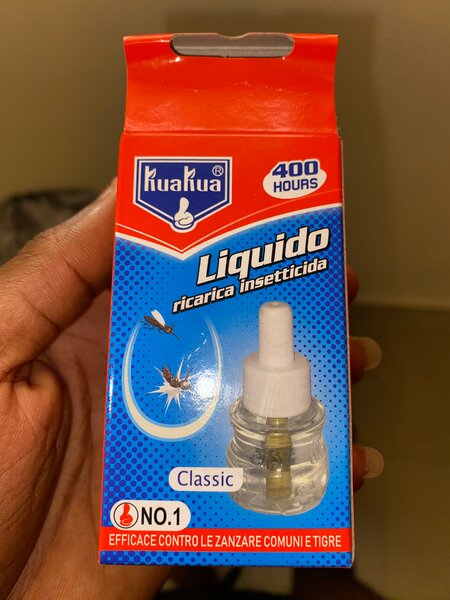 KuaKua®
400
HOURS
Liquido
ricarica insetticida
Classic
NO.1
EFFICACE CONTRO LE ZANZARE COMUNI E TIGRE